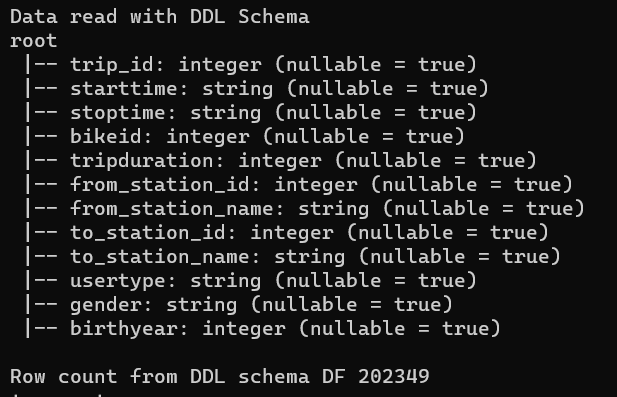 Data read with DDL Schema
root
 |-- trip_id: integer (nullable = true)
 |-- starttime: string (nullable = true)
 |-- stoptime: string (nullable = true)
 |-- bikeid: integer (nullable = true)
 |-- tripduration: integer (nullable = true)
 |-- from_station_id: integer (nullable = true)
 |-- from_station_name: string (nullable = true)
 |-- to_station_id: integer (nullable = true)
 |-- to_station_name: string (nullable = true)
 |-- usertype: string (nullable = true)
 |-- gender: string (nullable = true)
 |-- birthyear: integer (nullable = true)
Row count from DDL schema DF 202349